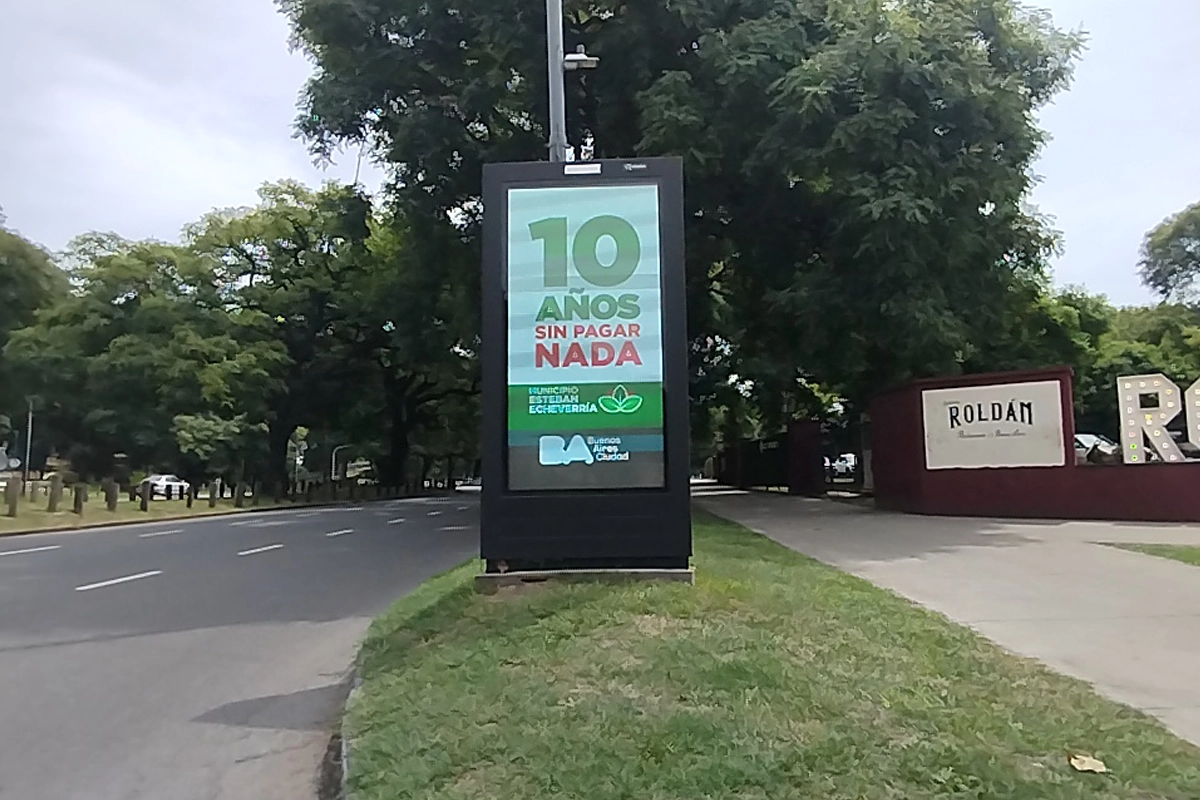 10
AÑOS
SIN PAGAR
NADA
MUNICIPIO
ESTEBAN
ECHEVERRÍA
BA
Buenos
Aires
Ciudad
ROLDÁN
R